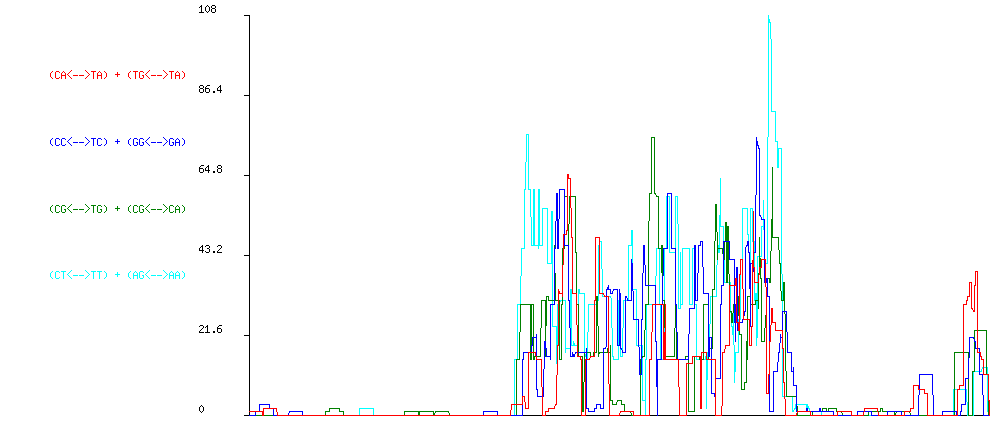 108
(CA<-->TA) + (TG<-->TA)
86.4
(CC<-->TC) + (GG<-->GA)
64.8
(CG<-->TG) + (CG<-->CA)
43.2
(CT<-->TT) + (AG<-->AA)
21.6
0